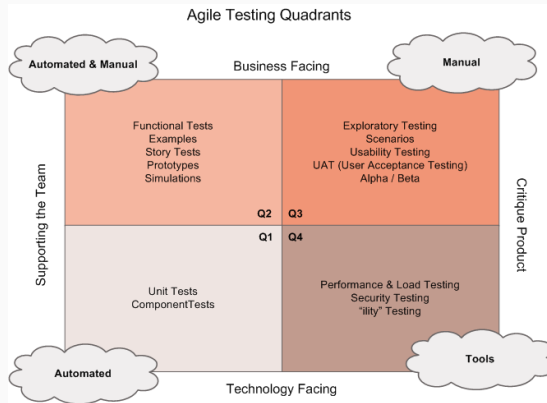 Agile Testing Quadrants
Automated & Manual
Business Facing
Manual
Functional Tests
Examples
Story Tests
Prototypes
Simulations
Exploratory Testing
Scenarios
Usability Testing
UAT (User Acceptance Testing)
Alpha / Beta
Supporting the Team
Critique Product
Q2
Q3
Q1
Q4
Unit Tests
ComponentTests
Performance & Load Testing
Security Testing
"ility" Testing
Automated
Technology Facing
Tools